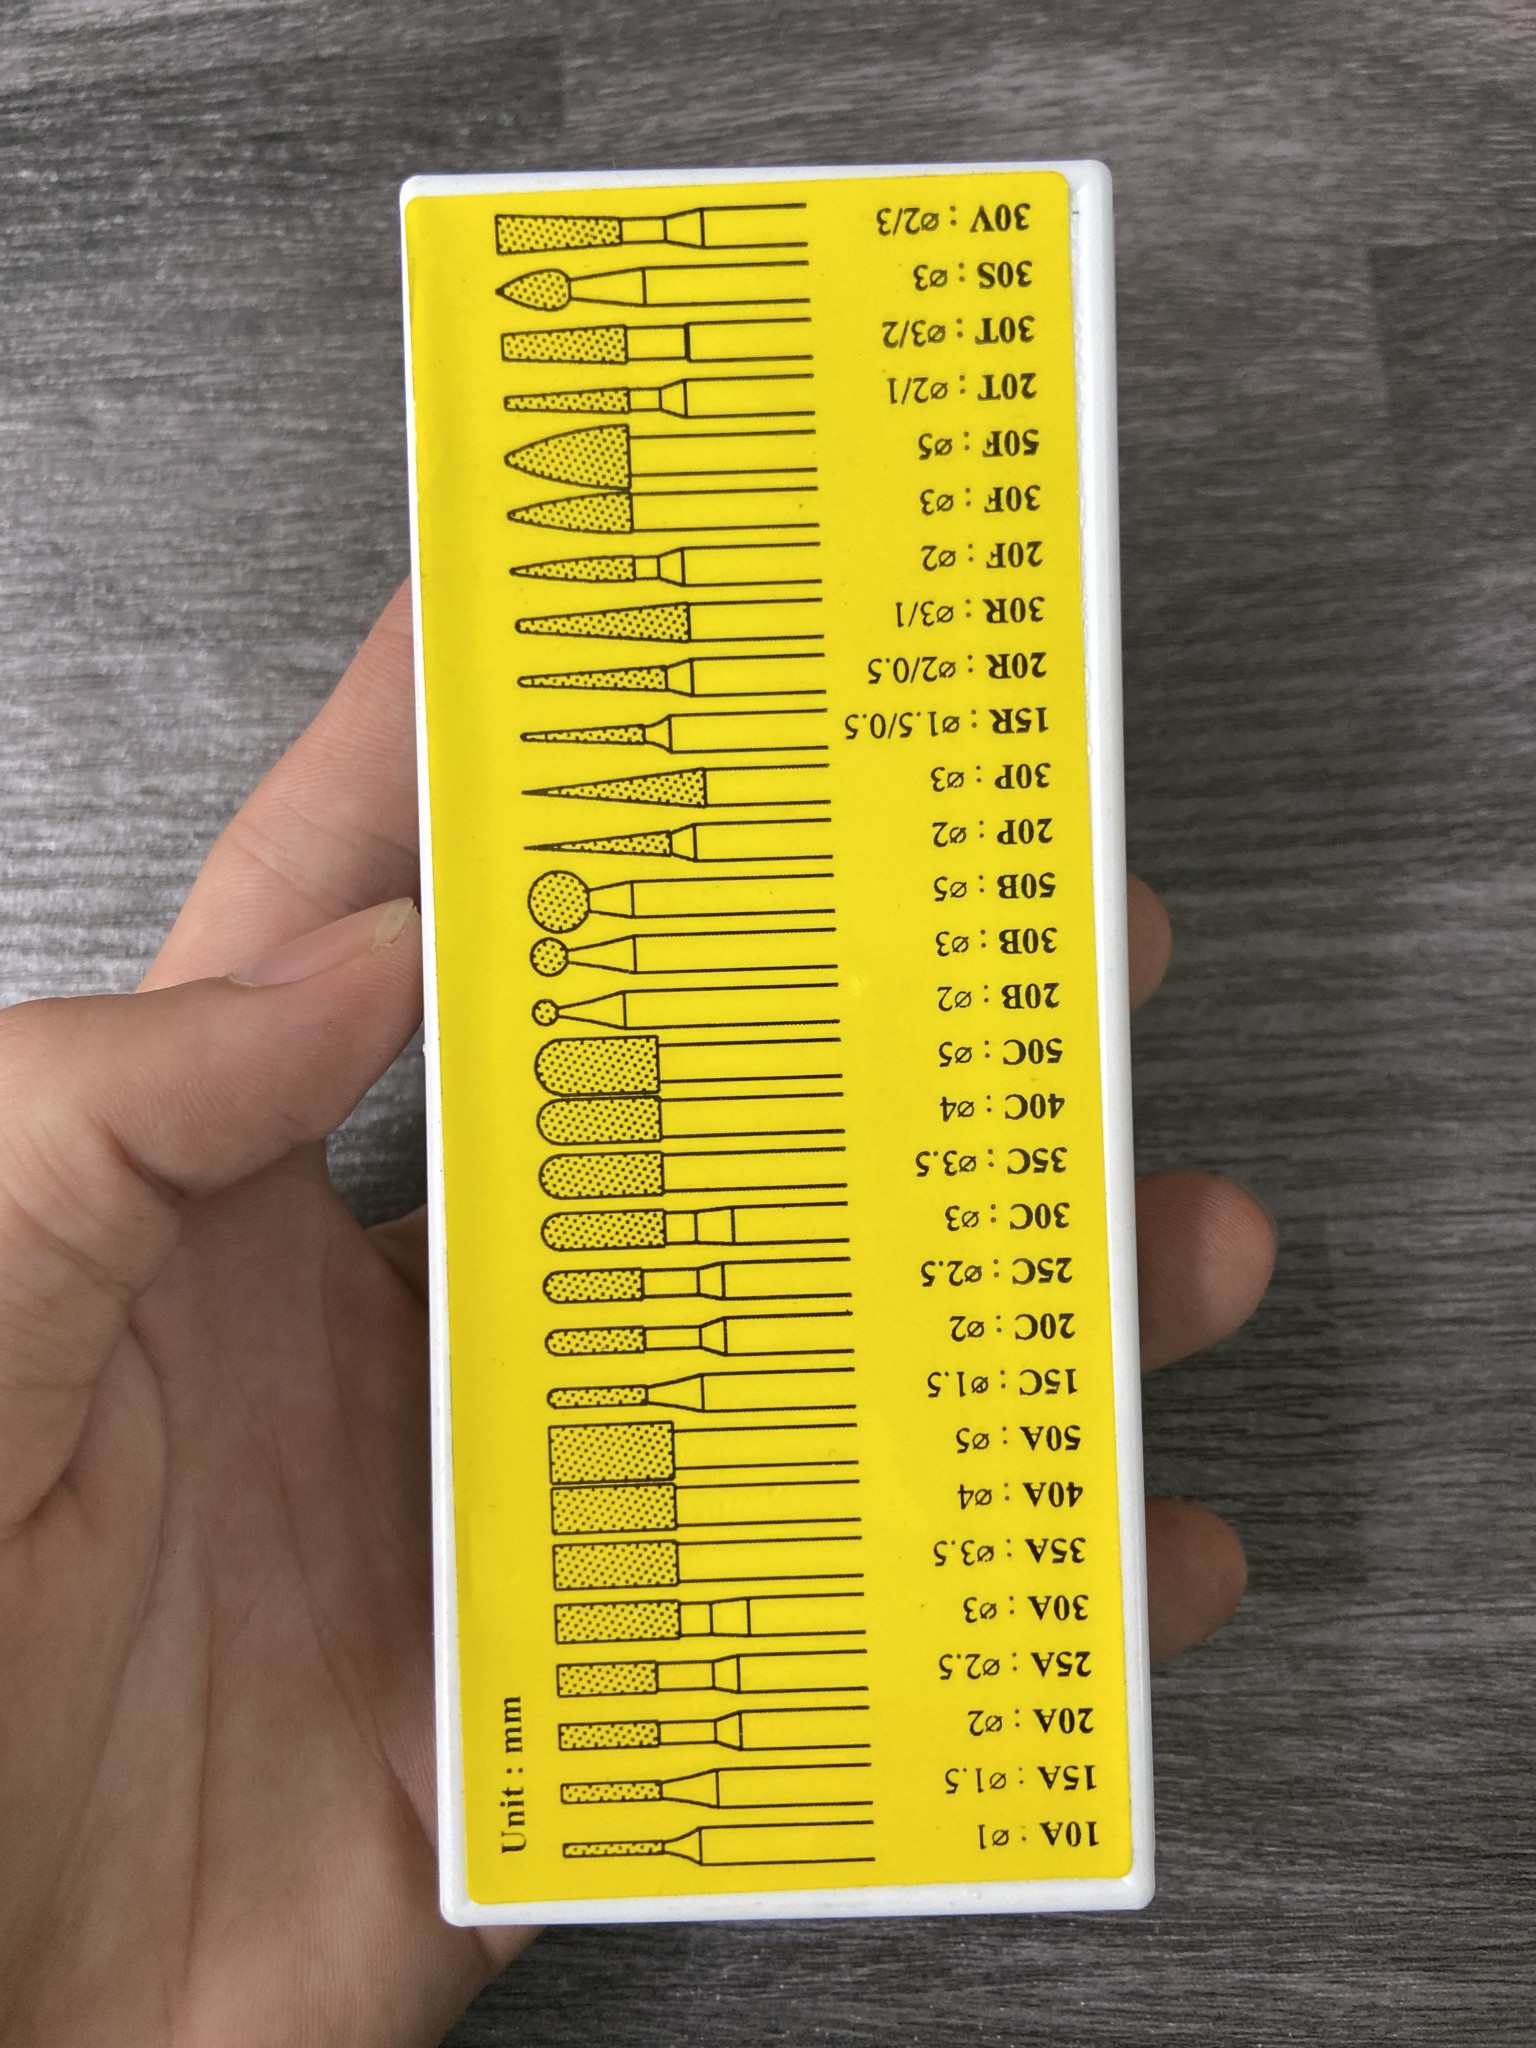 10A : ø1
15A : ø1.5
20A : ø2
25A : ø2.5
30A : ø3
35A : ø3.5
40A : ø4
50A : ø5
15C : ø1.5
20C : ø2
25C : ø2.5
30C : ø3
35C : ø3.5
40C : ø4
50C : ø5
20B : ø2
30B : ø3
50B : ø5
20P : ø2
30P : ø3
15R : ø1.5/0.5
20R : ø2/0.5
30R : ø3/1
20F : ø2
30F : ø3
50F : ø5
20T : ø2/1
30T : ø3/2
30S : ø3
30V : ø2/3
Unit : mm